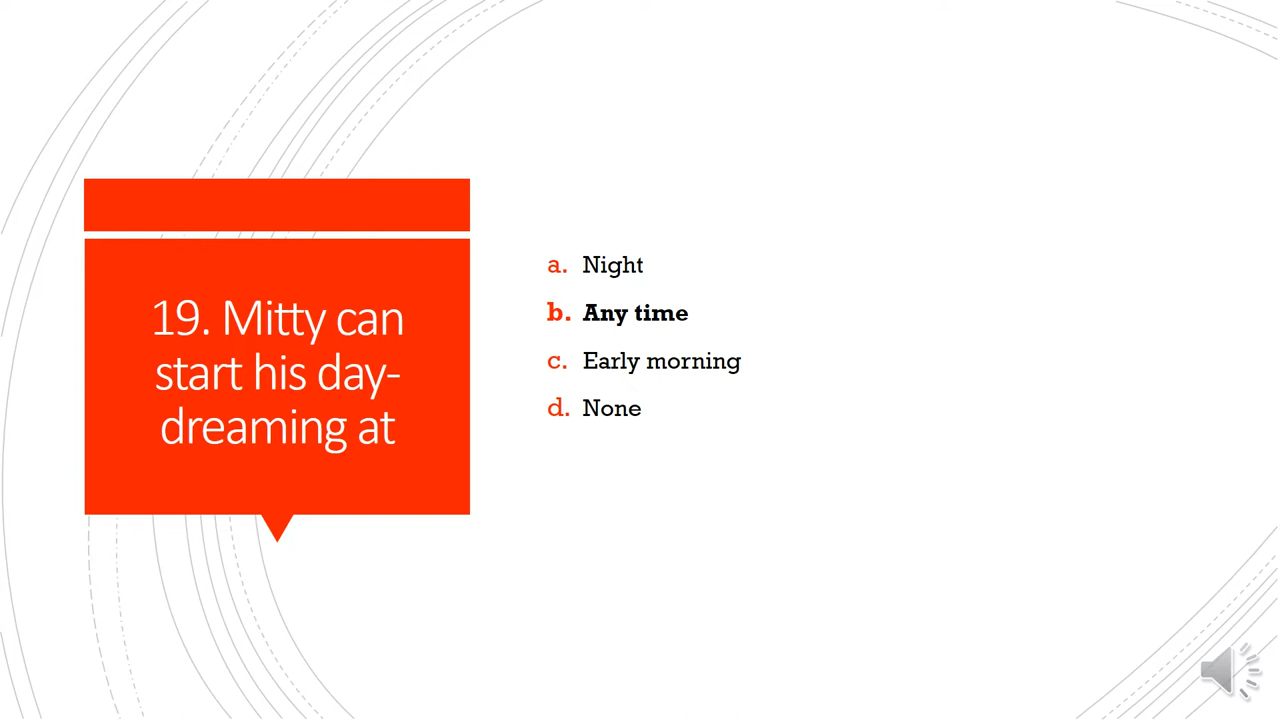 19. Mitty can
start his day-
dreaming at
a. Night
b. Any time
c. Early morning
d. None